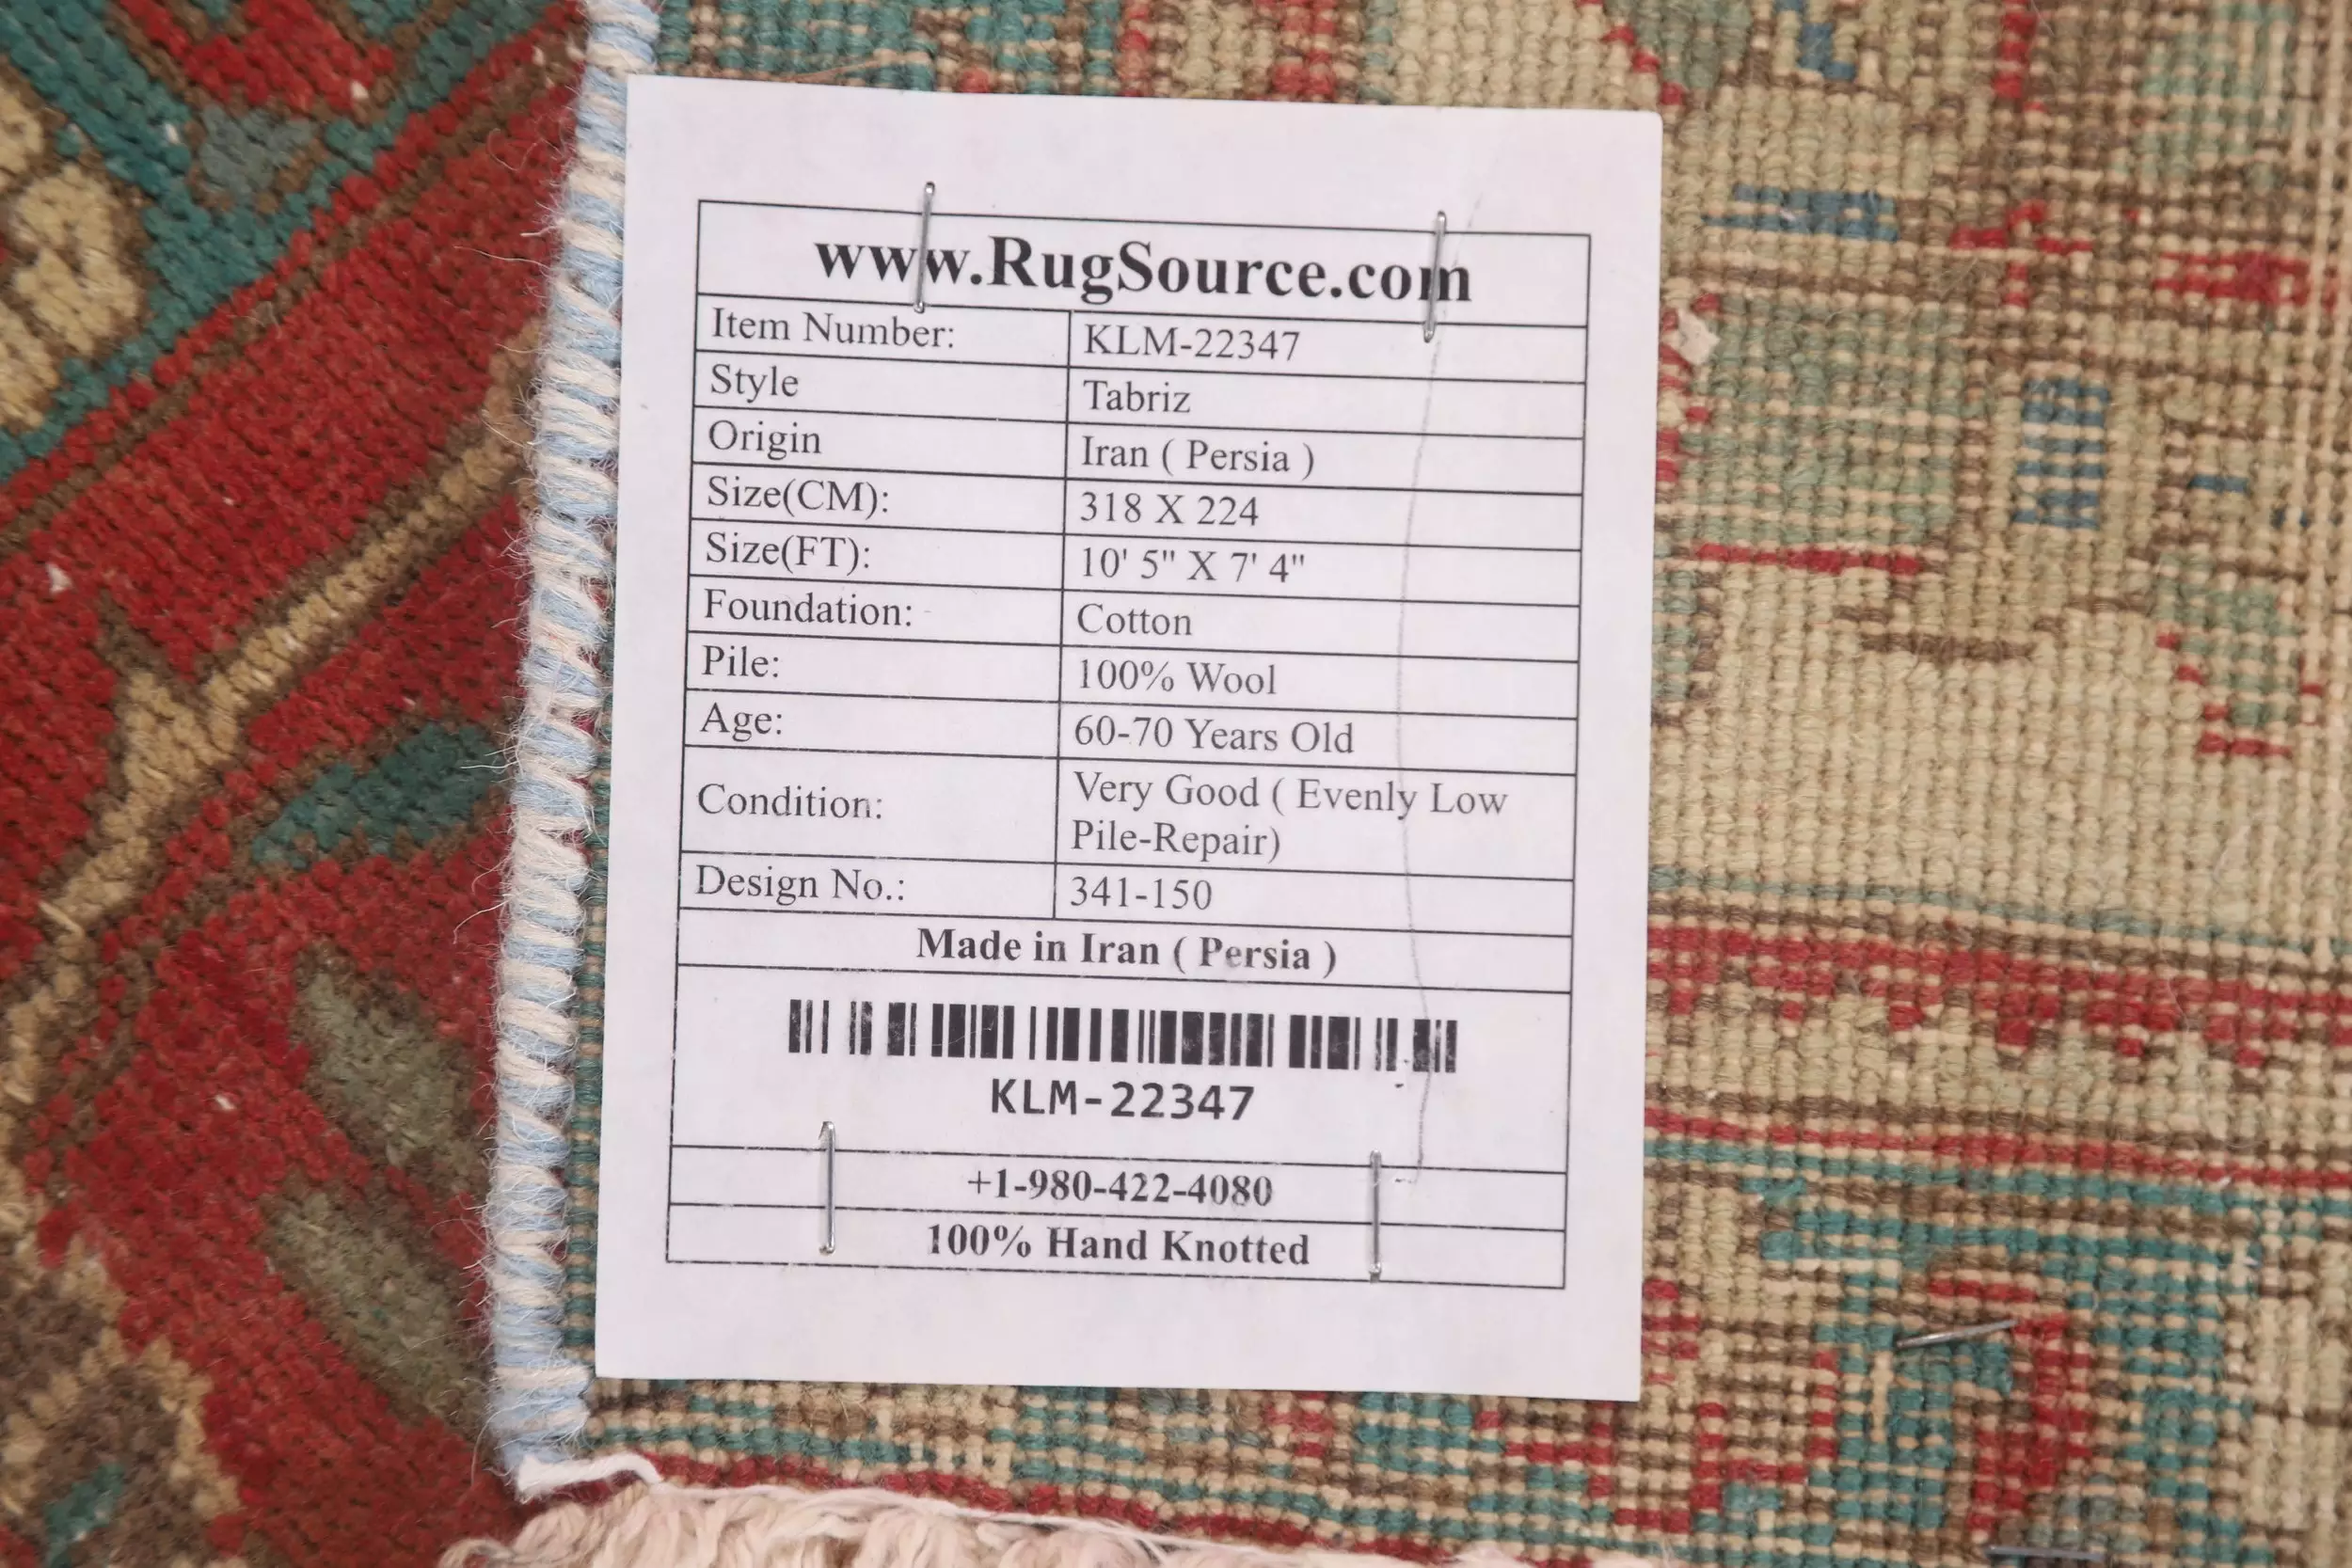 www.RugSource.com
Item Number: KLM-22347
Style Tabriz
Origin Iran ( Persia )
Size(CM): 318 X 224
Size(FT): 10' 5" X 7' 4"
Foundation: Cotton
Pile: 100% Wool
Age: 60-70 Years Old
Condition: Very Good ( Evenly Low
Pile-Repair)
Design No.: 341-150
Made in Iran ( Persia )
KLM-22347
+1-980-422-4080
100% Hand Knotted